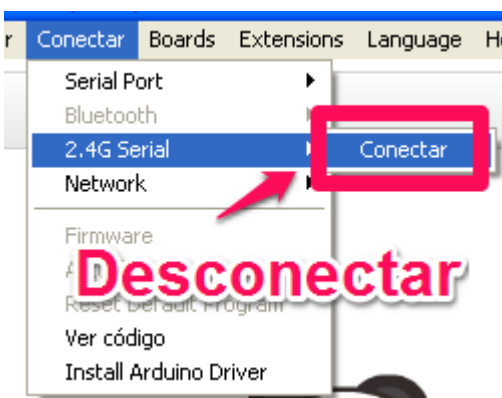 r Conectar Boards Extensions Language H
Serial Port
Bluetooth
2.4G Serial Conectar
Network
Firmware
Desconectar
Reset Default Program
Ver código
Install Arduino Driver